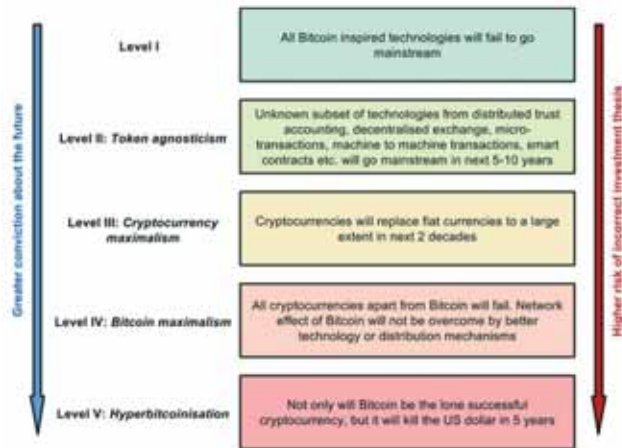 Greater conviction about the future
Level I
All Bitcoin inspired technologies will fail to go
mainstream
Level II: Token agnosticism
Unknown subset of technologies from distributed trust
accounting, decentralised exchange, micro-
transactions, machine to machine transactions, smart
contracts etc. will go mainstream in next 5-10 years
Level III: Cryptocurrency
maximalism
Cryptocurrencies will replace fiat currencies to a large
extent in next 2 decades
Level IV: Bitcoin maximalism
All cryptocurrencies apart from Bitcoin will fail. Network
effect of Bitcoin will not be overcome by better
technology or distribution mechanisms
Level V: Hyperbitcoinisation
Not only will Bitcoin be the lone successful
cryptocurrency, but it will kill the US dollar in 5 years
Higher risk of incorrect investment thesis